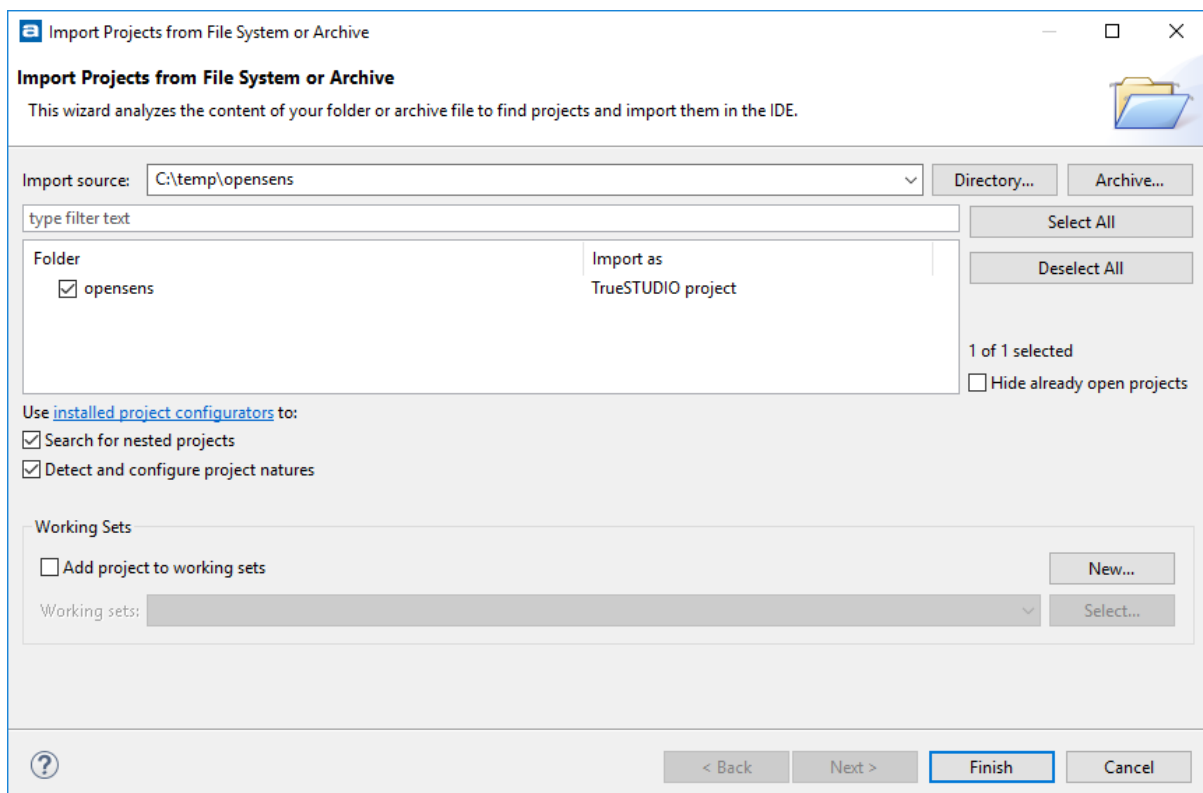 Import Projects from File System or Archive
Import Projects from File System or Archive
This wizard analyzes the content of your folder or archive file to find projects and import them in the IDE.
Import source: C:\temp\opensens Directory... Archive...
type filter text Select All
Folder Import as Deselect All
opensens TrueSTUDIO project
1 of 1 selected
Hide already open projects
Use installed project configurators to:
Search for nested projects
Detect and configure project natures
Working Sets
Add project to working sets New...
Working sets: Select...
< Back Next > Finish Cancel